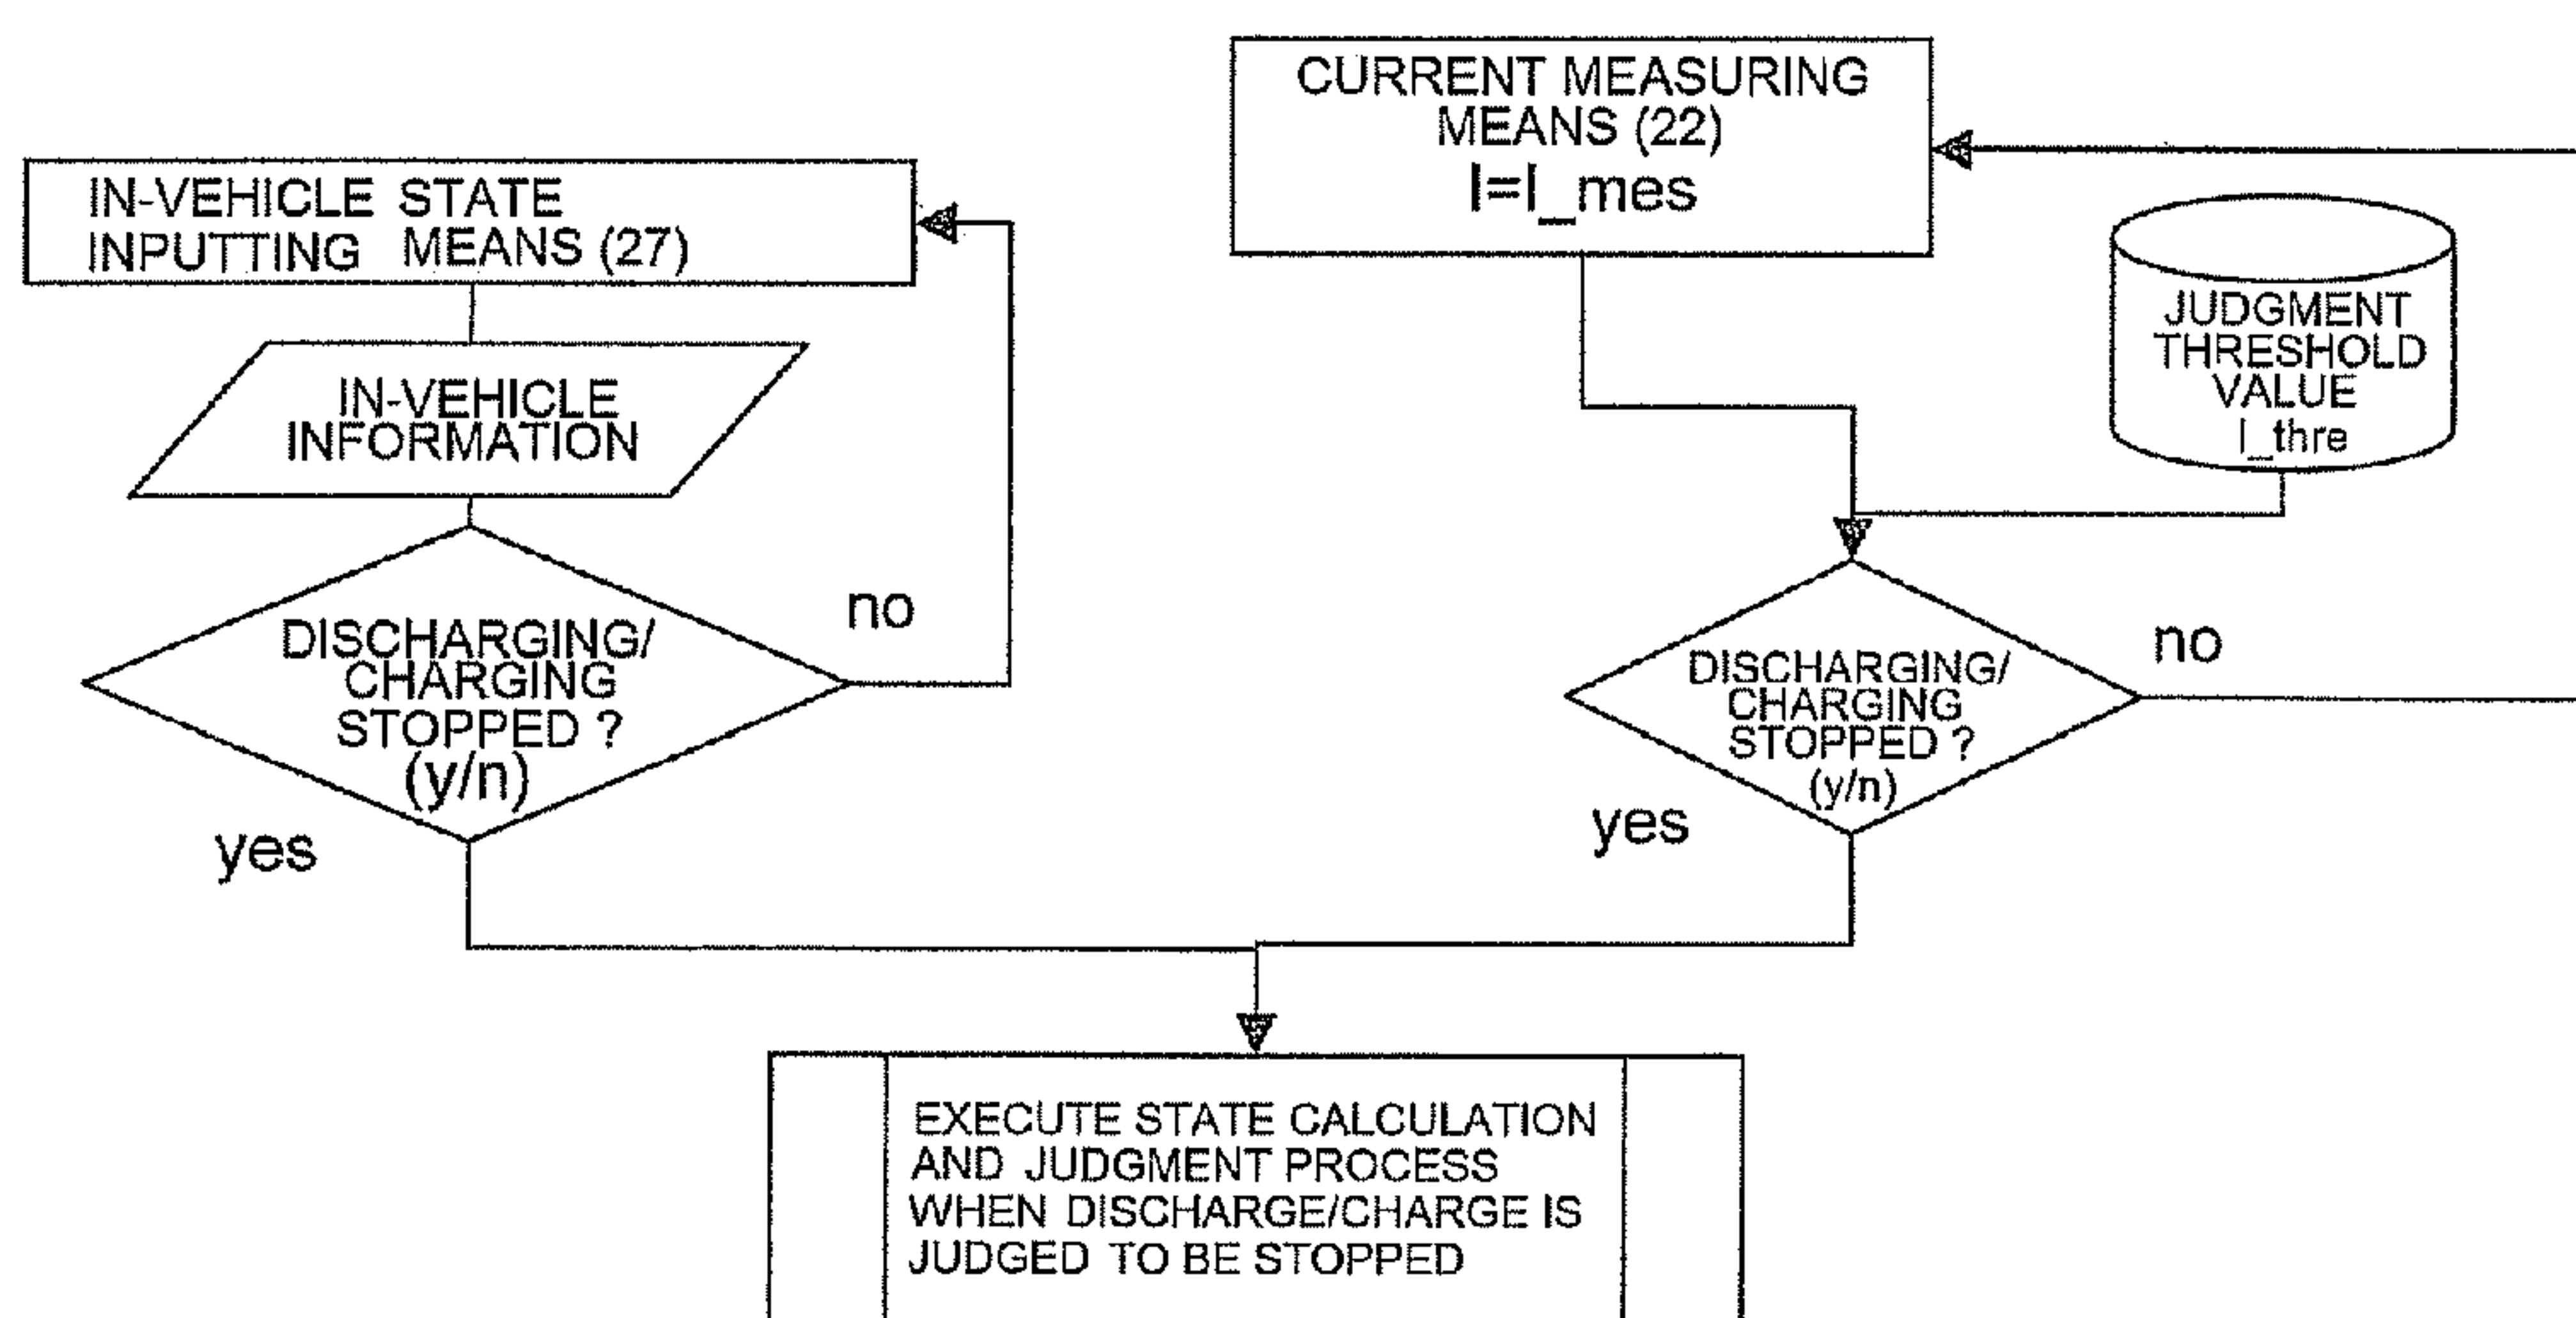 IN-VEHICLE STATE
INPUTTING MEANS (27)
IN-VEHICLE
INFORMATION
DISCHARGING/
CHARGING
STOPPED ?
(y/n)
no
yes
CURRENT MEASURING
MEANS (22)
I=I_mes
JUDGMENT
THRESHOLD
VALUE
I_thre
DISCHARGING/
CHARGING
STOPPED ?
(y/n)
no
yes
EXECUTE STATE CALCULATION
AND JUDGMENT PROCESS
WHEN DISCHARGE/CHARGE IS
JUDGED TO BE STOPPED